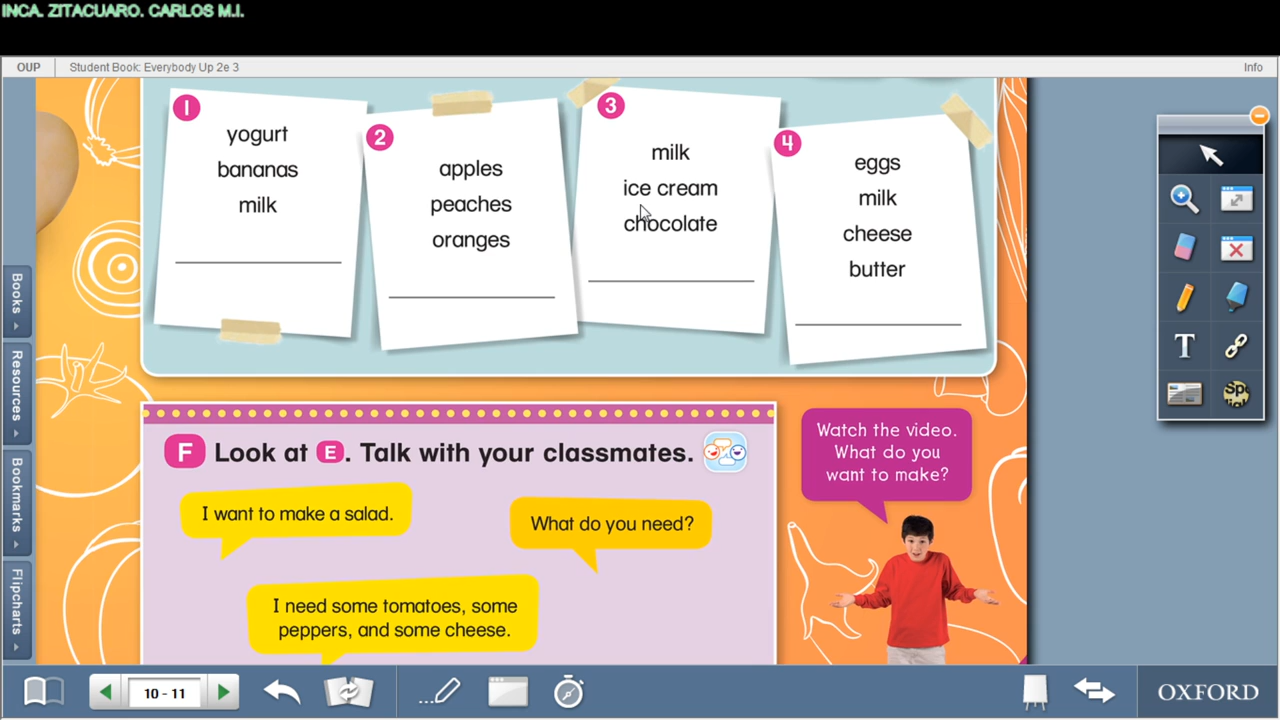 INCA. ZITACUARO. CARLOS M.I.
OUP
Student Book: Everybody Up 2e 3
Info
1
yogurt
bananas
milk
2
apples
peaches
oranges
3
milk
ice cream
chocolate
4
eggs
milk
cheese
butter
F Look at E. Talk with your classmates.
I want to make a salad.
What do you need?
I need some tomatoes, some
peppers, and some cheese.
Watch the video.
What do you
want to make?
Books
Resources
Bookmarks
Flipcharts
T
10 - 11
OXFORD